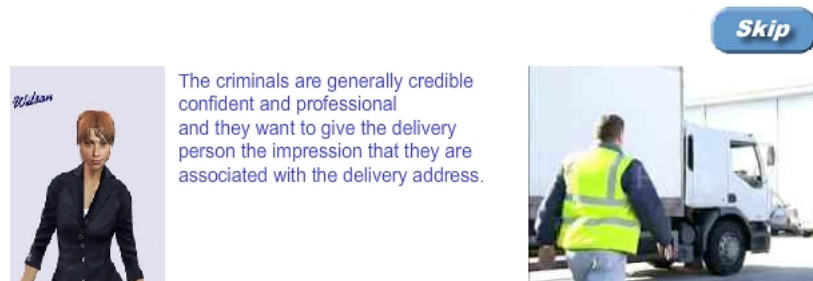 Skip
Wilson
The criminals are generally credible
confident and professional
and they want to give the delivery
person the impression that they are
associated with the delivery address.